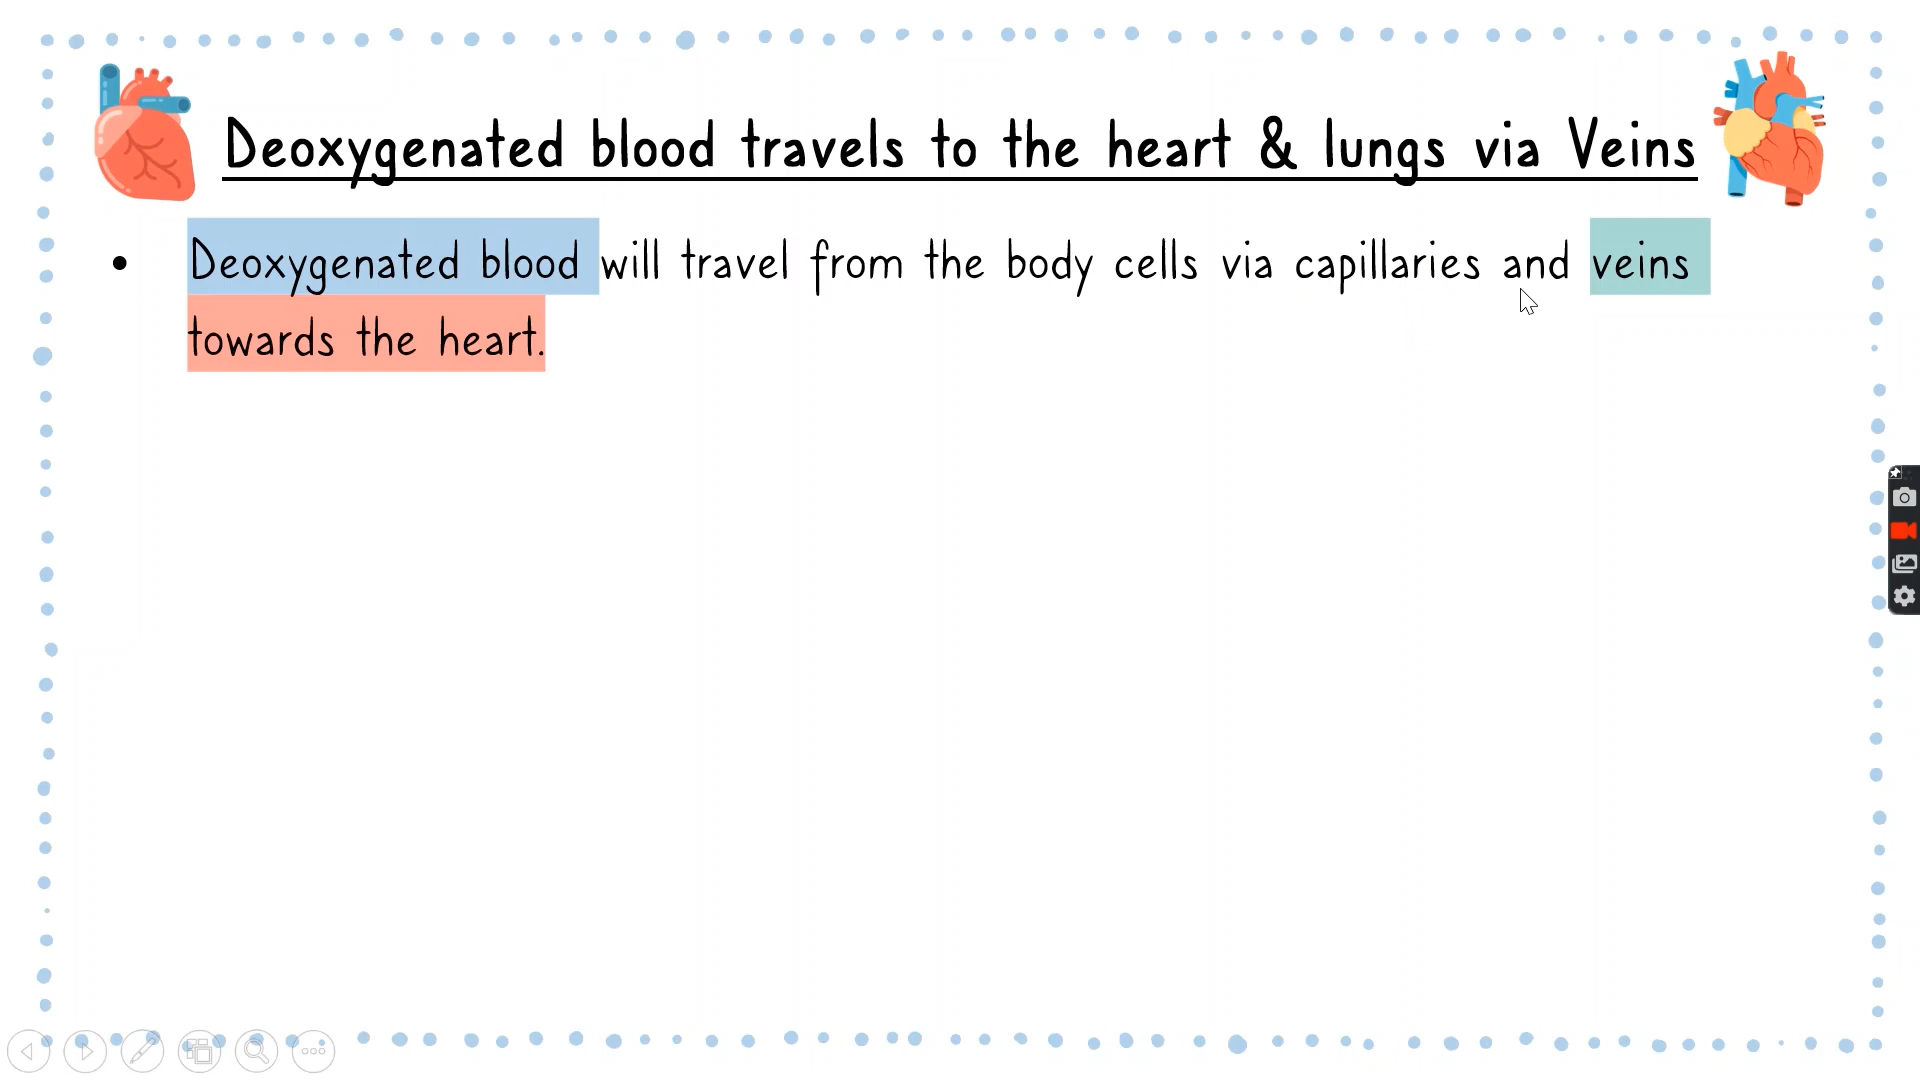 Deoxygenated blood travels to the heart & lungs via Veins
• Deoxygenated blood will travel from the body cells via capillaries and veins
towards the heart.